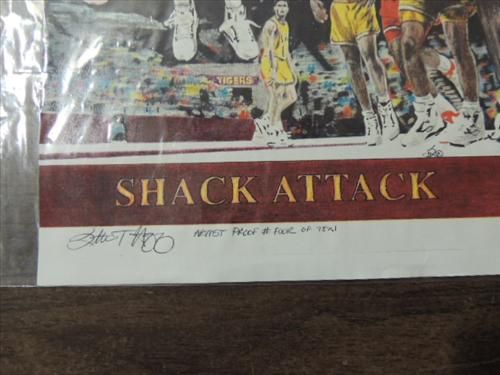 TIGERS
SHACK ATTACK
ARTIST PROOF # FOUR OF TEN